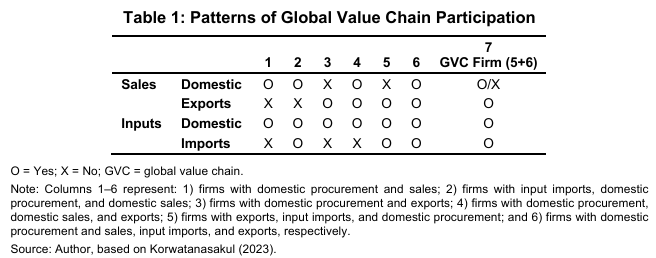 Table 1: Patterns of Global Value Chain Participation
7
1 2 3 4 5 6 GVC Firm (5+6)
Sales Domestic O O X O X O O/X
Exports X X O O O O O
Inputs Domestic O O O O O O O
Imports X O X X O O O
O = Yes; X = No; GVC = global value chain.
Note: Columns 1–6 represent: 1) firms with domestic procurement and sales; 2) firms with input imports, domestic
procurement, and domestic sales; 3) firms with domestic procurement and exports; 4) firms with domestic procurement,
domestic sales, and exports; 5) firms with exports, input imports, and domestic procurement; and 6) firms with domestic
procurement and sales, input imports, and exports, respectively.
Source: Author, based on Korwatanasakul (2023).